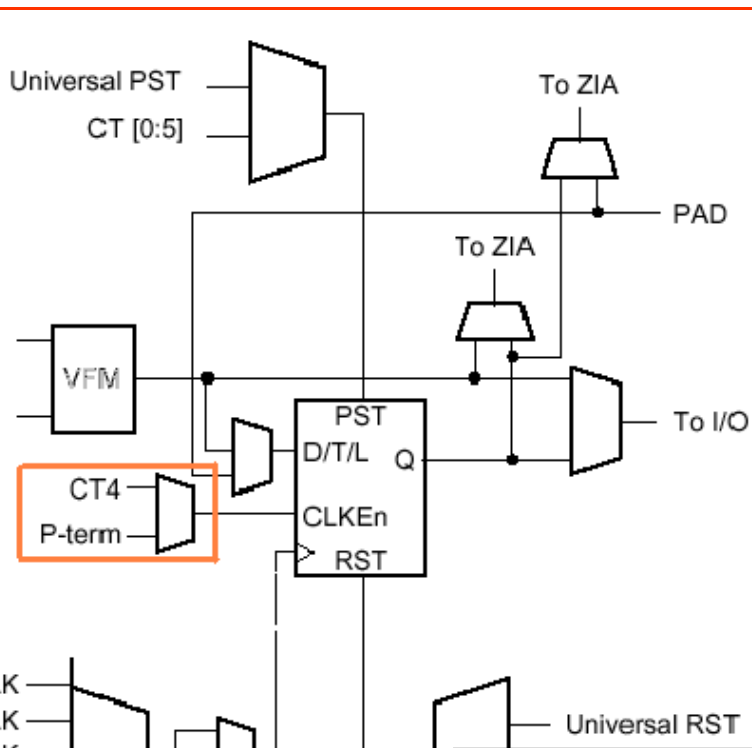 Universal PST
CT [0:5]
To ZIA
PAD
To ZIA
VFM
PST
D/T/L
Q
To I/O
CT4
P-term
CLKEn
RST
K
K
Universal RST